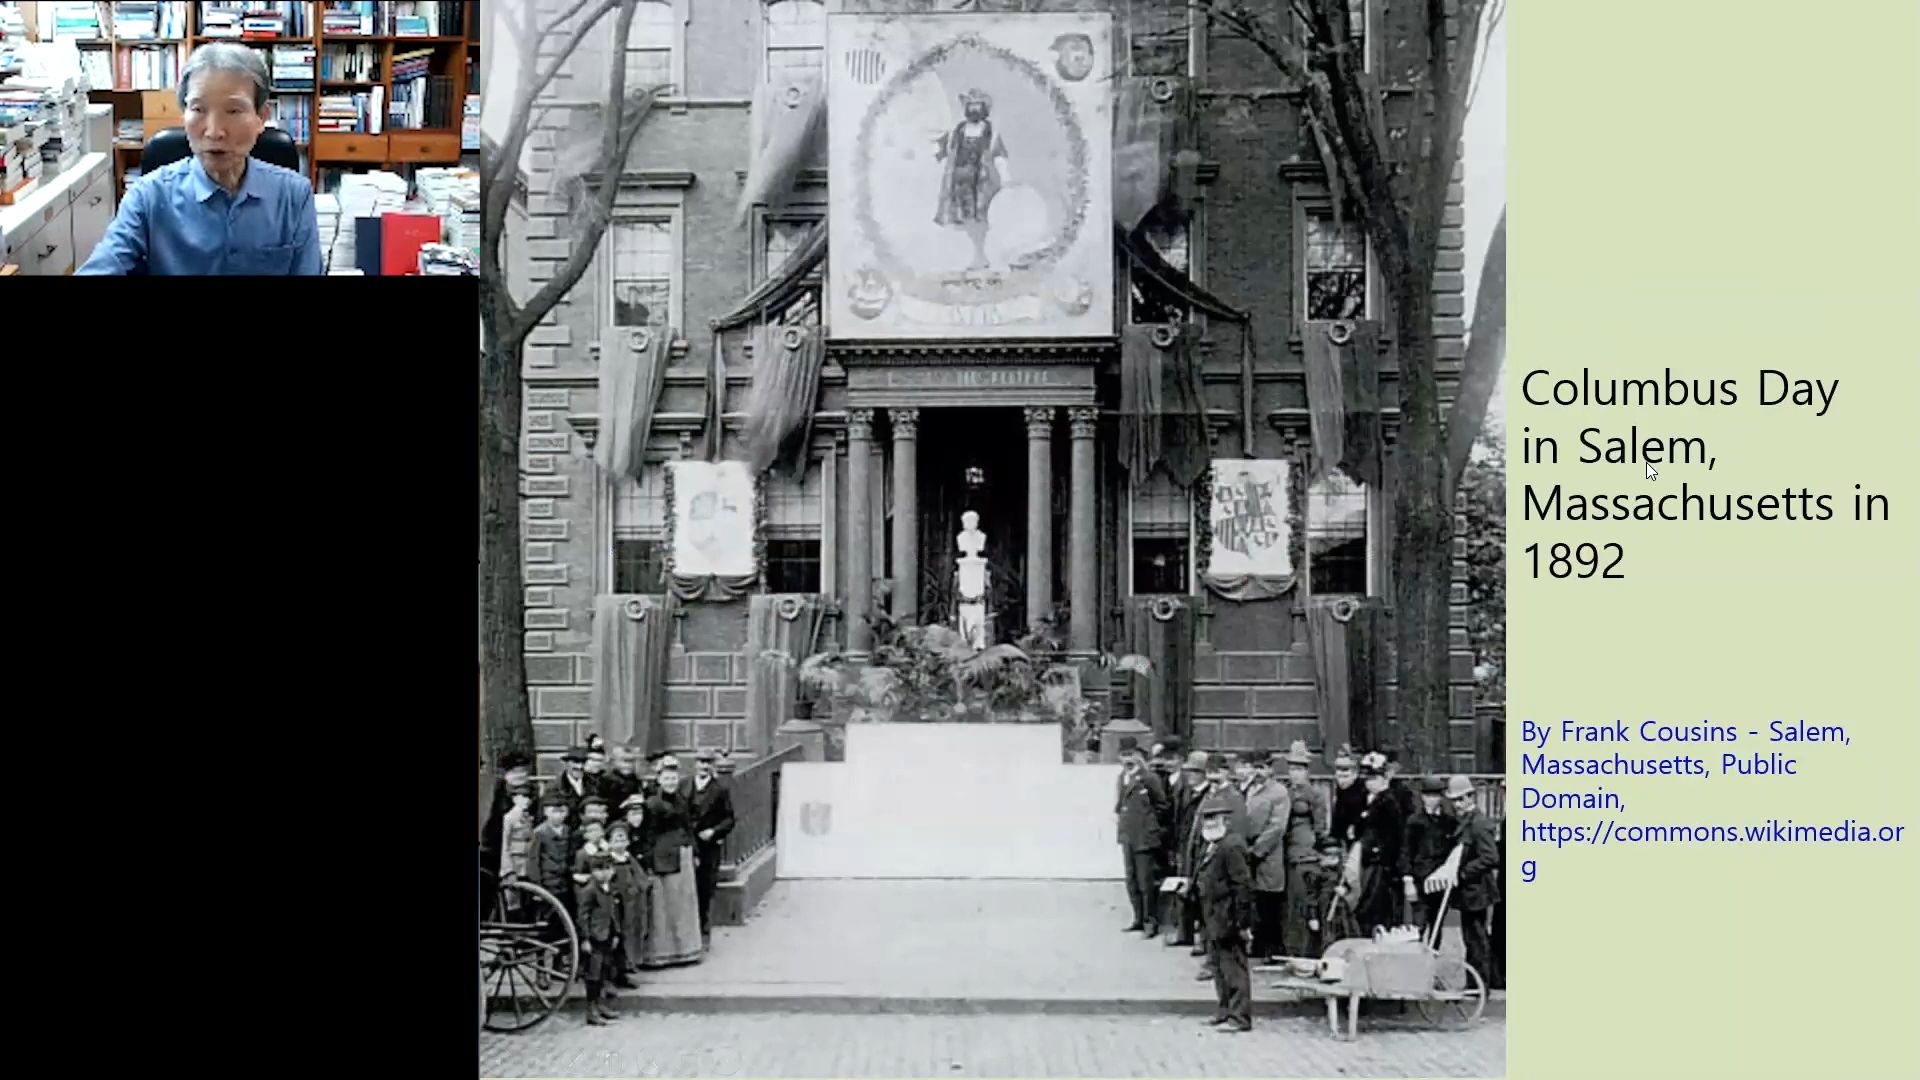 Columbus Day
in Salem,
Massachusetts in
1892
By Frank Cousins - Salem,
Massachusetts, Public
Domain,
https://commons.wikimedia.or
g